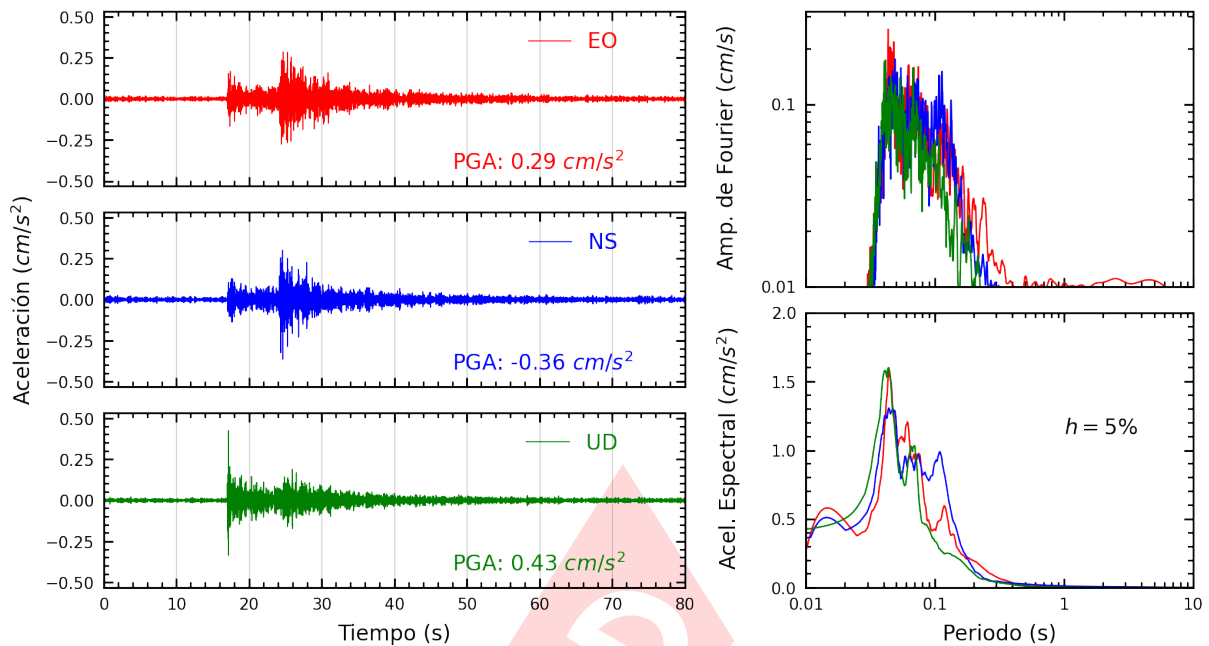 Aceleración (cm/s²)
0.50
0.25
0.00
−0.25
−0.50
EO
PGA: 0.29 cm/s²
0.50
0.25
0.00
−0.25
−0.50
NS
PGA: -0.36 cm/s²
0.50
0.25
0.00
−0.25
−0.50
UD
PGA: 0.43 cm/s²
0 10 20 30 40 50 60 70 80
Tiempo (s)
Amp. de Fourier (cm/s)
0.1
0.01
Acel. Espectral (cm/s²)
2.0
1.5
1.0
0.5
0.0
h = 5%
0.01 0.1 1 10
Periodo (s)